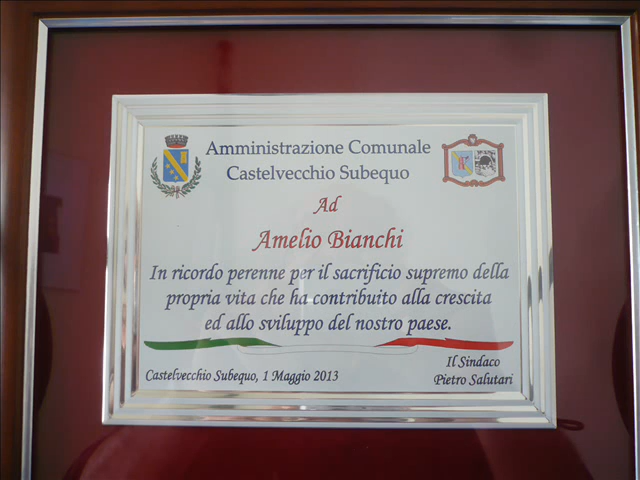 Amministrazione Comunale
Castelvecchio Subequo
Ad
Amelio Bianchi
In ricordo perenne per il sacrificio supremo della
propria vita che ha contribuito alla crescita
ed allo sviluppo del nostro paese.
Castelvecchio Subequo, 1 Maggio 2013
Il Sindaco
Pietro Salutari